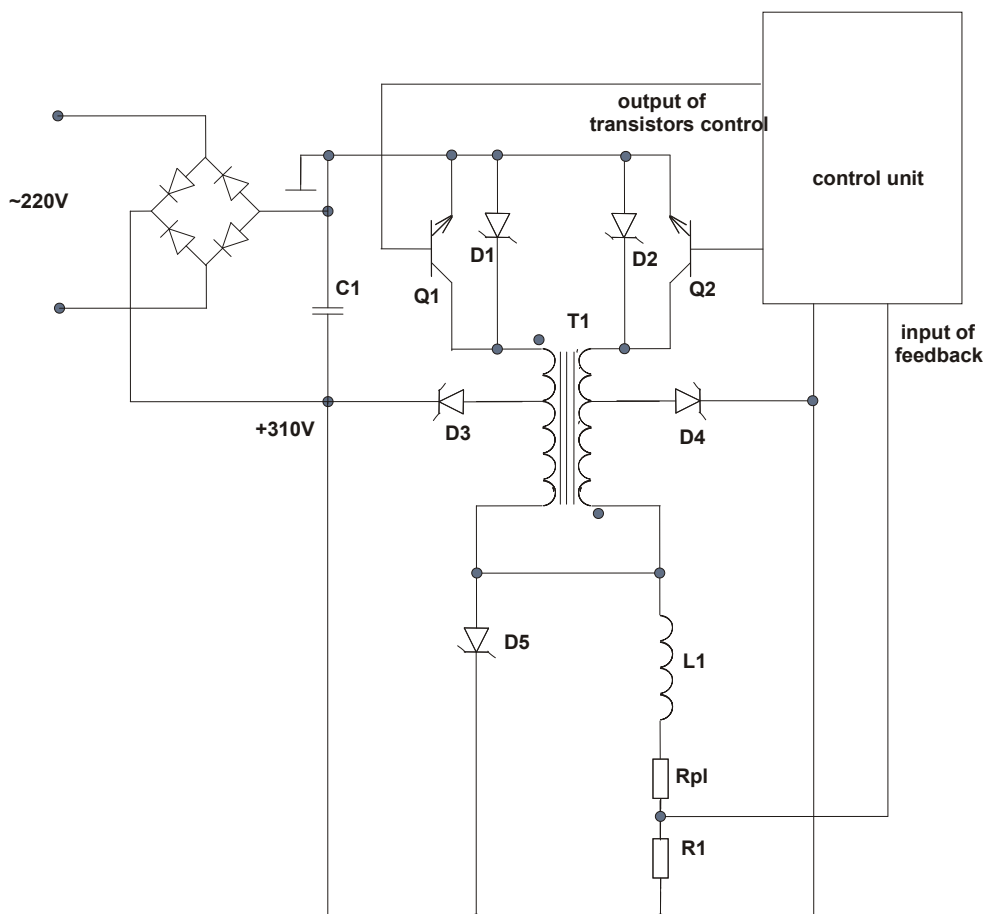 output of
transistors control
control unit
~220V
D1
D2
C1
Q1
Q2
T1
input of
feedback
+310V
D3
D4
D5
L1
Rpl
R1